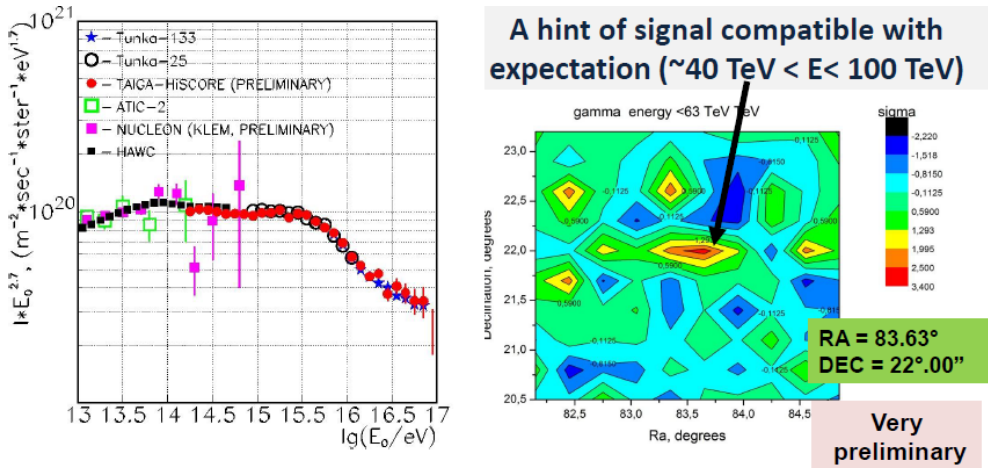 10^21
★ – Tunka-133
O – Tunka-25
● – TAIGA-HiSCORE (PRELIMINARY)
□ – ATIC-2
■ – NUCLEON (KLEM, PRELIMINARY)
■ – HAWC
10^20
I*E₀^2.7, (m^-2*sec^-1*ster^-1*eV^1.7)
13 13.5 14 14.5 15 15.5 16 16.5 17
lg(E₀/eV)
A hint of signal compatible with
expectation (~40 TeV < E< 100 TeV)
gamma energy <63 TeV TeV
sigma
-2,220
-1,518
-0,8150
-0,1125
0,5900
1,293
1,995
2,500
3,400
23,0
22,5
22,0
21,5
21,0
20,5
Declination, degrees
82,5 83,0 83,5 84,0 84,5
Ra, degrees
RA = 83.63°
DEC = 22°.00”
Very
preliminary